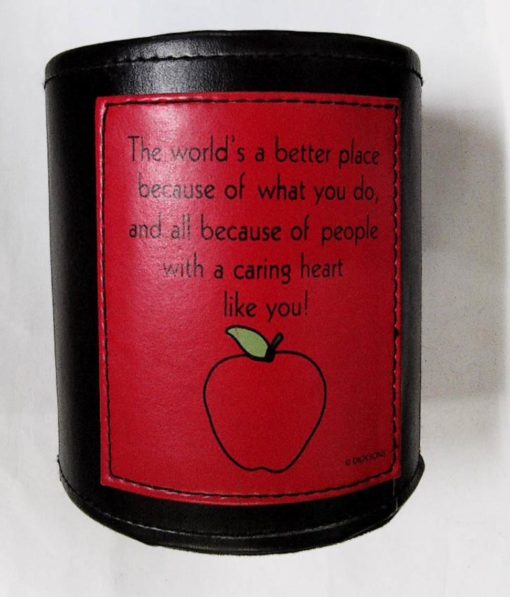 The world's a better place
because of what you do,
and all because of people
with a caring heart
like you!
© DICKSONS